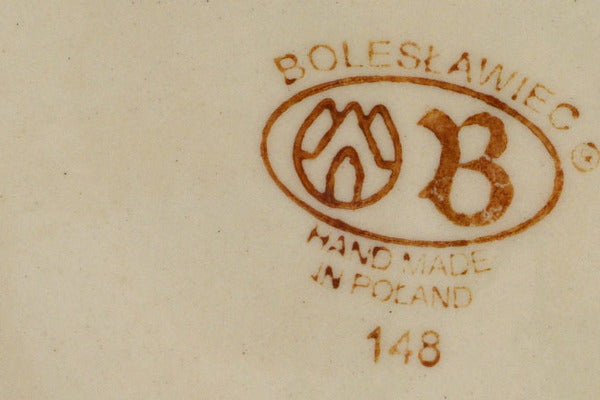 BOLESŁAWIEC ®
B
HAND MADE
IN POLAND
148